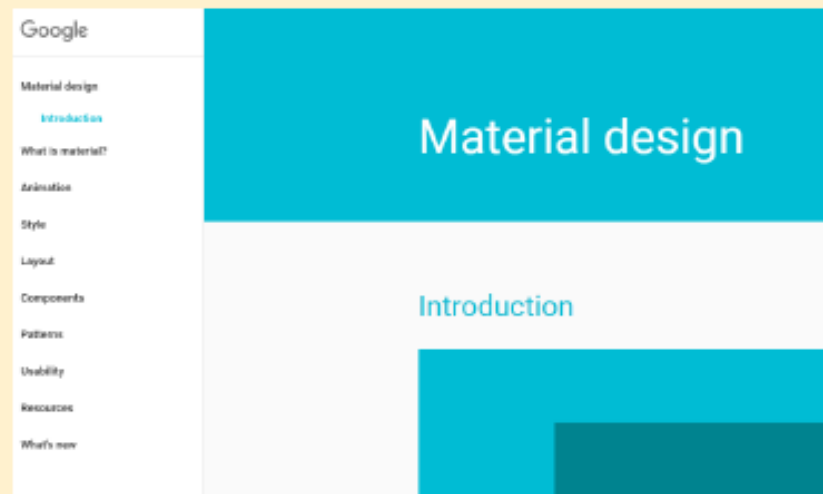 Google
Material design
Introduction
What is material?
Animation
Style
Layout
Components
Patterns
Usability
Resources
What's new
Material design
Introduction